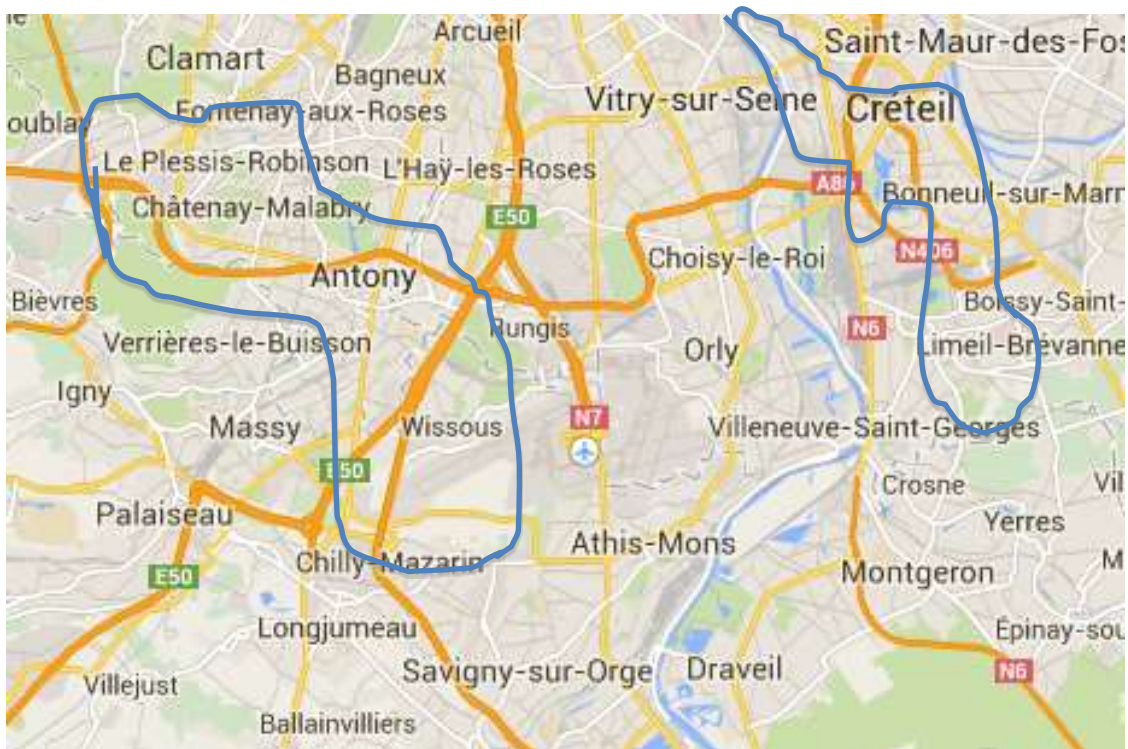 Arcueil
Saint-Maur-des-Fos
Clamart
Bagneux
Vitry-sur-Seine
Créteil
Fontenay-aux-Roses
oublay
Le Plessis-Robinson
L'Haÿ-les-Roses
A86
Bonneuil-sur-Marn
Châtenay-Malabry
E50
Choisy-le-Roi
N406
Antony
Bièvres
Boissy-Saint-
Rungis
N6
Verrières-le-Buisson
Orly
Limeil-Brévanne
Igny
Massy
Wissous
N7
Villeneuve-Saint-Georges
E50
Crosne
Vil
Palaiseau
Yerres
Athis-Mons
Chilly-Mazarin
M
E50
Montgeron
Longjumeau
Épinay-sou
Savigny-sur-Orge
Draveil
N6
Villejust
Ballainvilliers